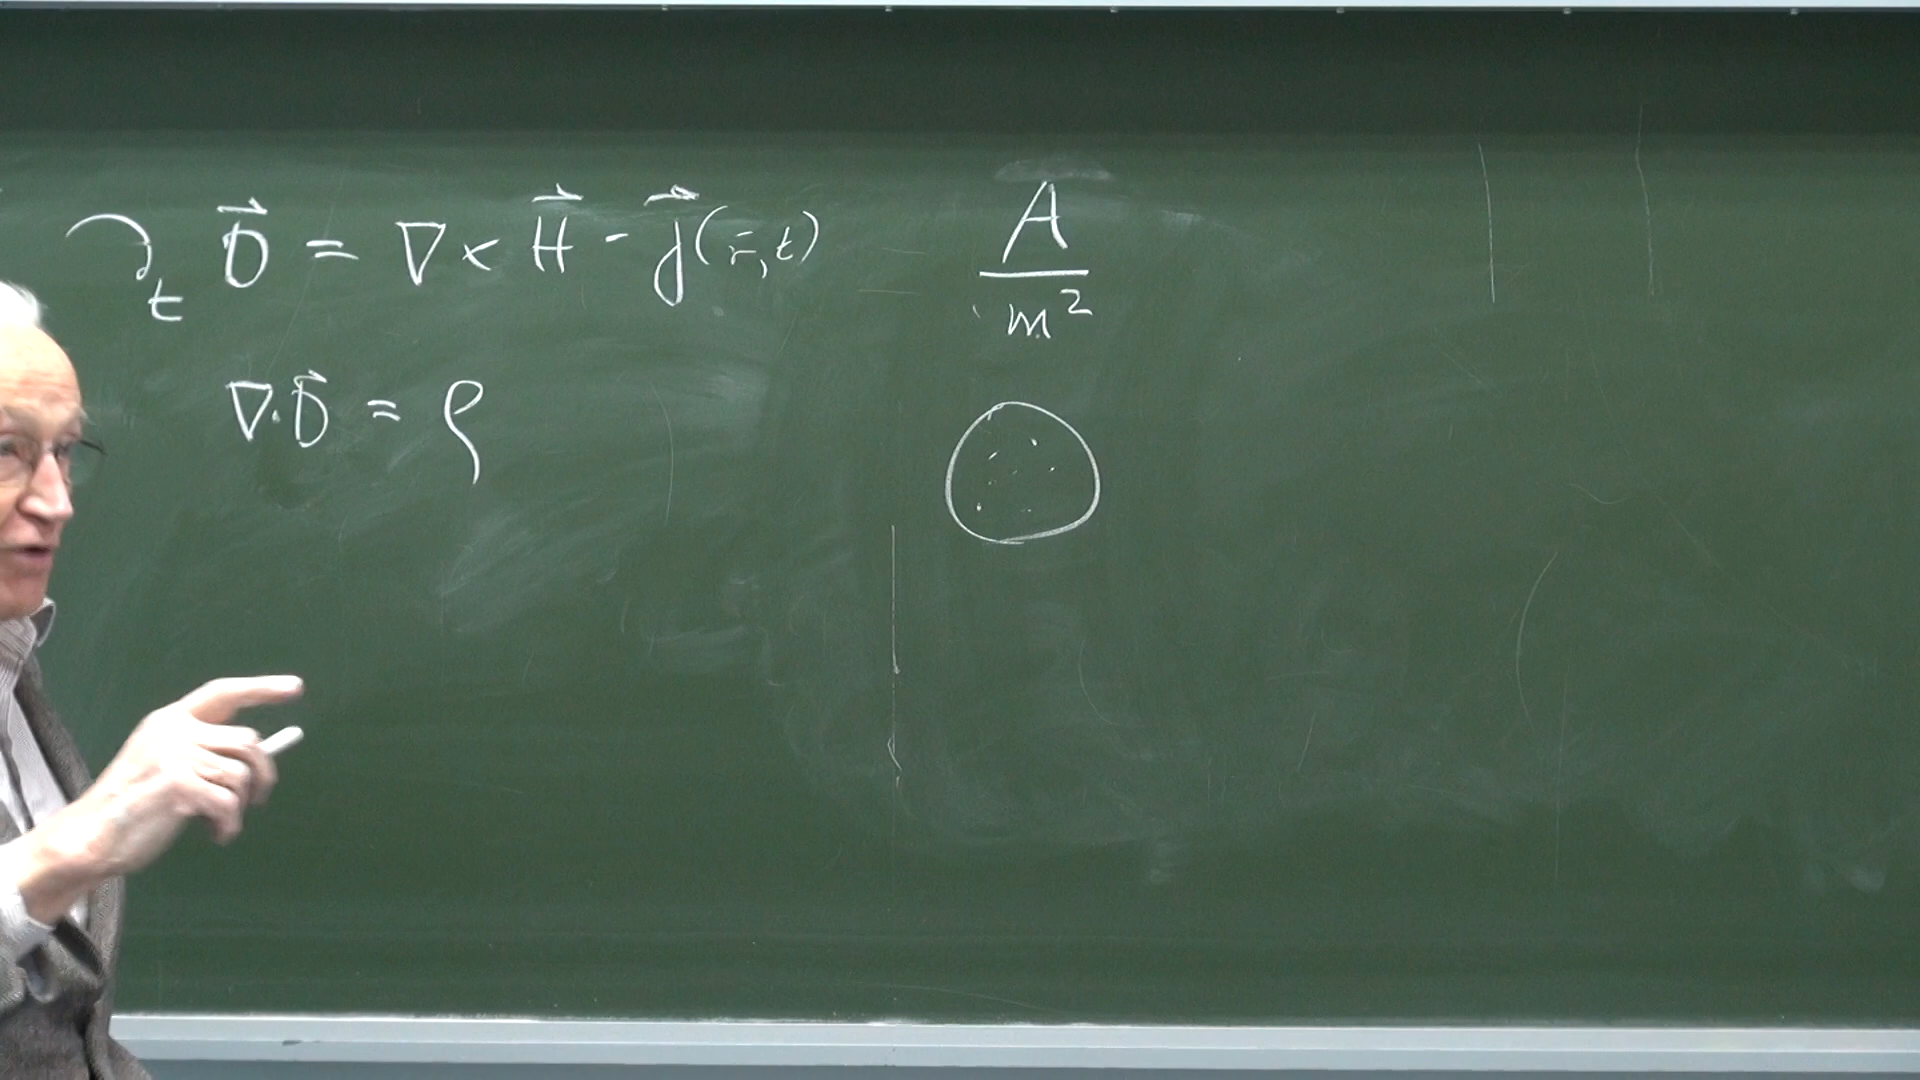 ∂ₜ D⃗ = ∇ × H⃗ - j⃗(r̄, t)
A
m²
∇·D⃗ = ρ